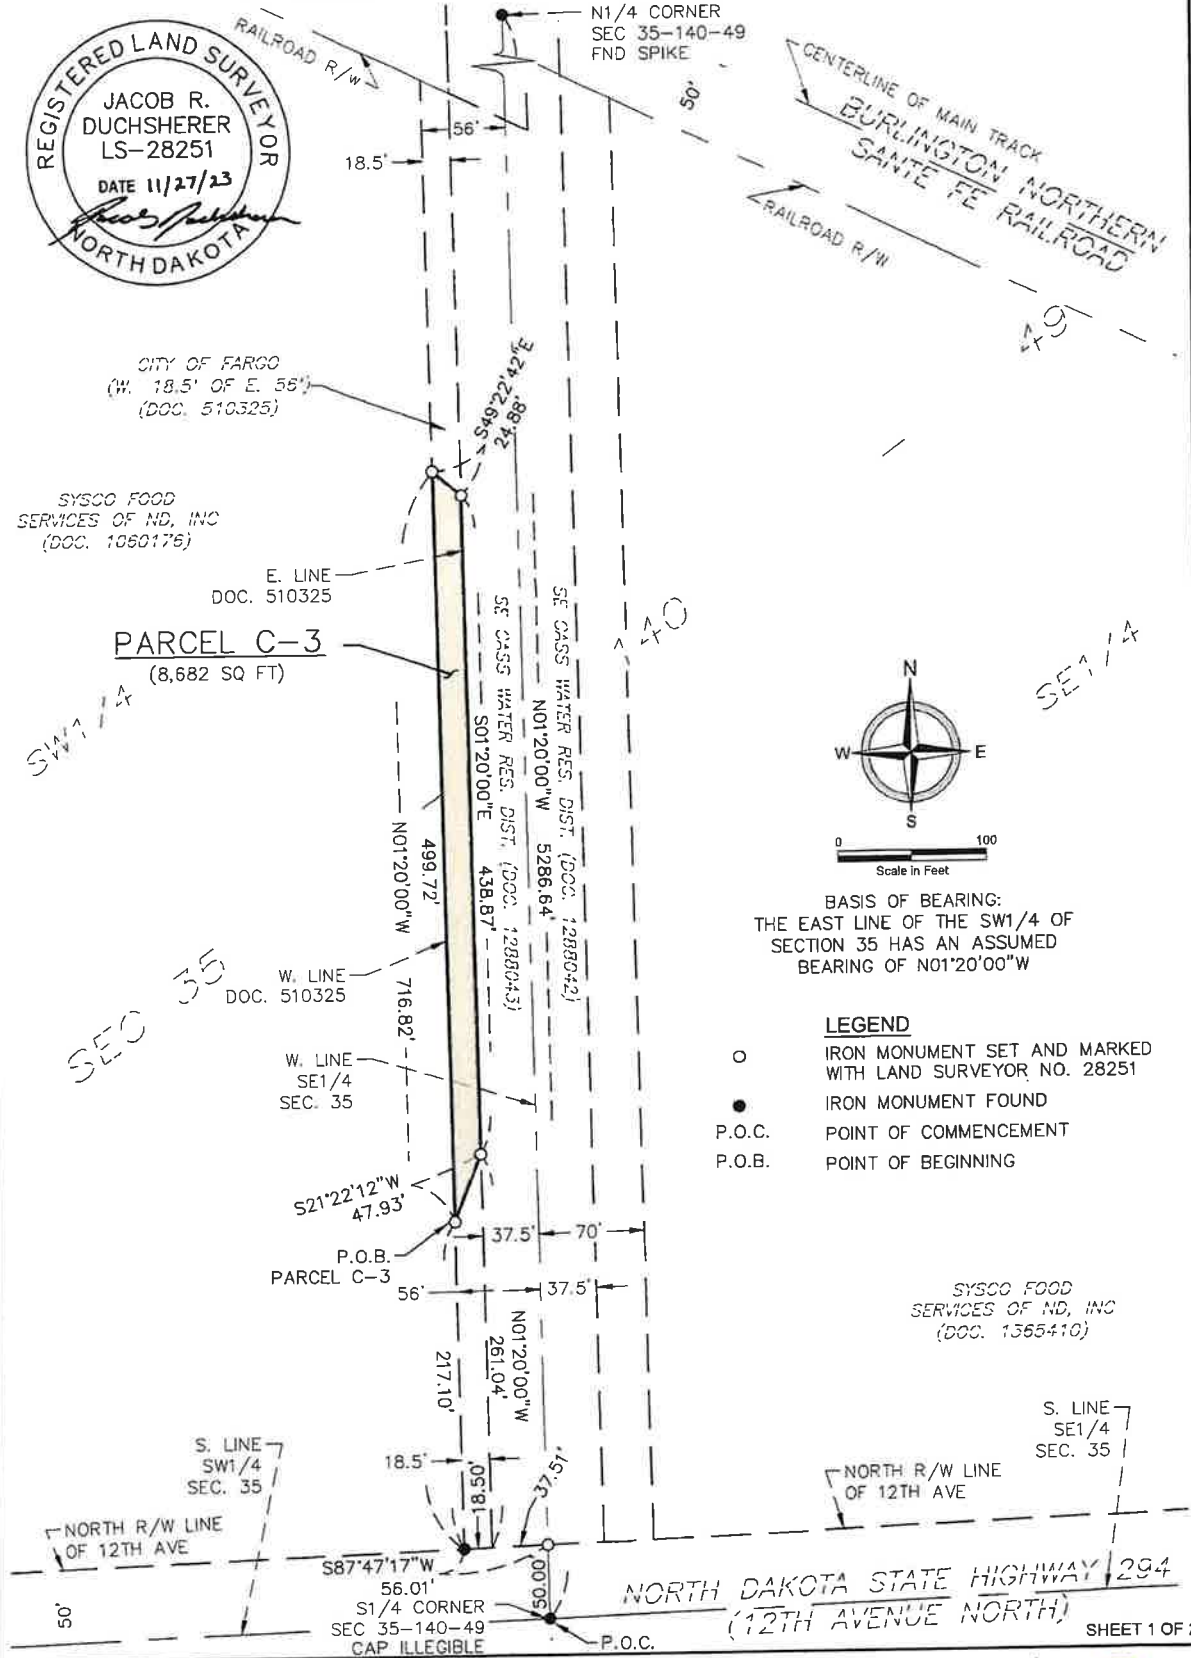 REGISTERED LAND SURVEYOR
JACOB R.
DUCHSHERER
LS-28251
DATE 11/27/23
NORTH DAKOTA
RAILROAD R/W
N1/4 CORNER
SEC 35-140-49
FND SPIKE
50'
CENTERLINE OF MAIN TRACK
BURLINGTON NORTHERN
SANTE FE RAILROAD
RAILROAD R/W
56'
18.5'
49
CITY OF FARGO
(W. 18.5' OF E. 56')
(DOC. 510325)
S49°22'42"E
24.88'
SYSCO FOOD
SERVICES OF ND, INC
(DOC. 1060176)
E. LINE
DOC. 510325
PARCEL C-3
(8,682 SQ FT)
SW1/4
140
SE1/4
SE CASS WATER RES. DIST. (DOC. 1288043)
SE CASS WATER RES. DIST. (DOC. 1288042)
S01°20'00"E 438.87'
N01°20'00"W 5286.64'
499.72'
N01°20'00"W 716.82'
N
W
E
S
0 100
Scale in Feet
BASIS OF BEARING:
THE EAST LINE OF THE SW1/4 OF
SECTION 35 HAS AN ASSUMED
BEARING OF N01°20'00"W
SEC 35
W. LINE
DOC. 510325
W. LINE
SE1/4
SEC. 35
LEGEND
IRON MONUMENT SET AND MARKED
WITH LAND SURVEYOR NO. 28251
IRON MONUMENT FOUND
P.O.C. POINT OF COMMENCEMENT
P.O.B. POINT OF BEGINNING
S21°22'12"W
47.93'
P.O.B.
PARCEL C-3
37.5'
70'
56'
37.5'
SYSCO FOOD
SERVICES OF ND, INC
(DOC. 1365410)
217.10'
N01°20'00"W
261.04'
S. LINE
SW1/4
SEC. 35
18.5'
18.50'
37.51'
S. LINE
SE1/4
SEC. 35
NORTH R/W LINE
OF 12TH AVE
NORTH R/W LINE
OF 12TH AVE
S87°47'17"W
56.01'
50.00
50'
S1/4 CORNER
SEC 35-140-49
CAP ILLEGIBLE
P.O.C.
NORTH DAKOTA STATE HIGHWAY 294
(12TH AVENUE NORTH)
SHEET 1 OF